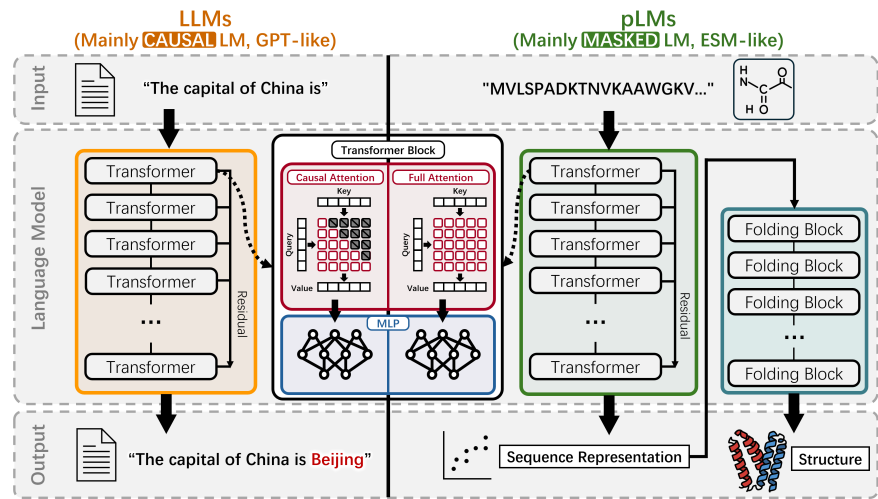 LLMs
(Mainly CAUSAL LM, GPT-like)
pLMs
(Mainly MASKED LM, ESM-like)
Input
“The capital of China is”
"MVLSPADKTNVKAAWGKV..."
H
N
O
C
C
H
O
H
Language Model
Transformer
Transformer
Transformer
Transformer
...
Transformer
Residual
Transformer Block
Causal Attention
Key
Query
Value
Full Attention
Key
Query
Value
MLP
Transformer
Transformer
Transformer
Transformer
...
Transformer
Residual
Folding Block
Folding Block
Folding Block
...
Folding Block
Output
“The capital of China is Beijing”
Sequence Representation
Structure